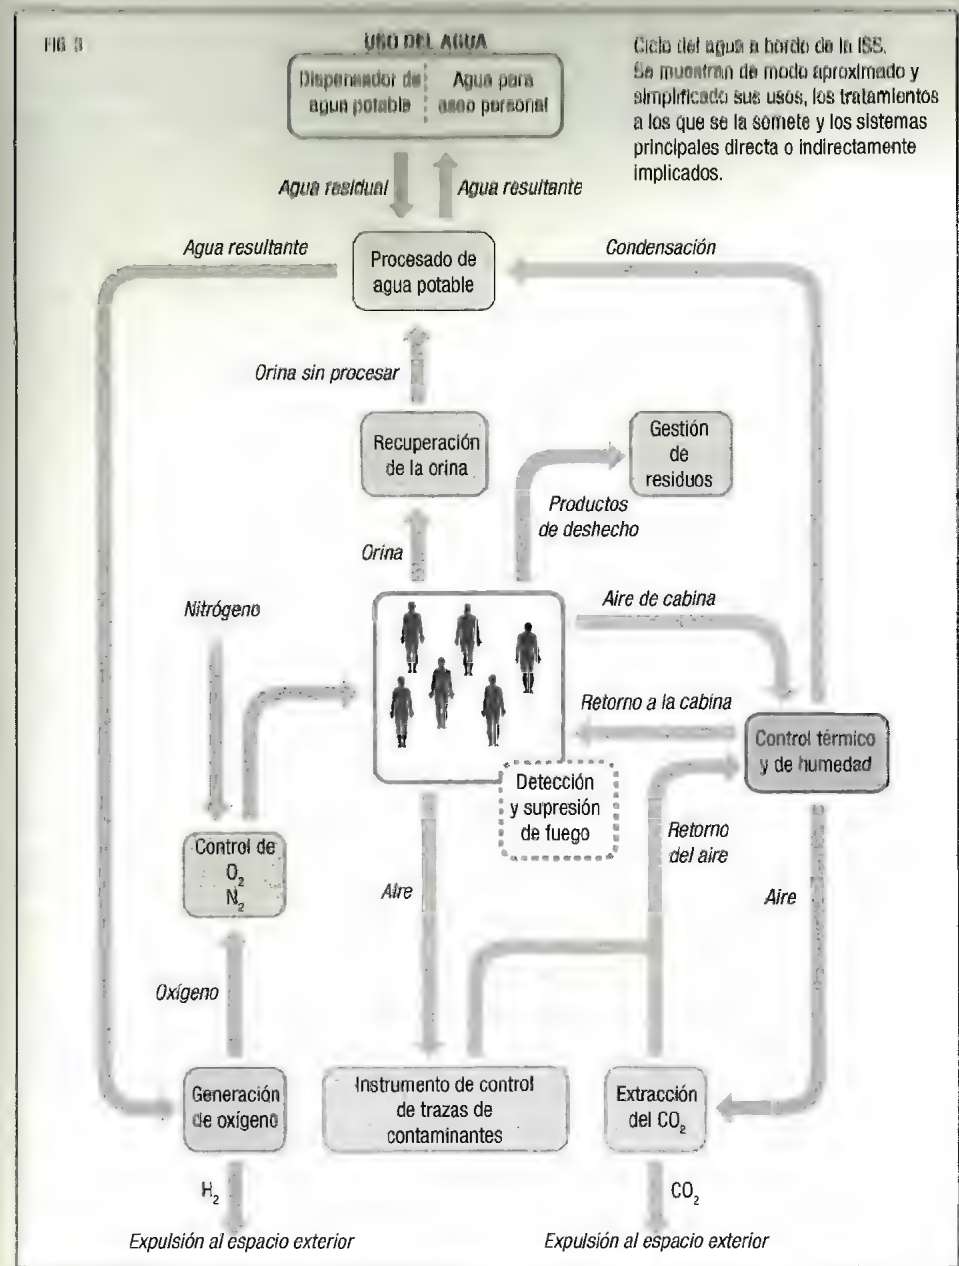 FIG 3
USO DEL AGUA
Dispensador de
agua potable
Agua para
aseo personal
Ciclo del agua a bordo de la ISS.
Se muestran de modo aproximado y
simplificado sus usos, los tratamientos
a los que se la somete y los sistemas
principales directa o indirectamente
implicados.
Agua residual
Agua resultante
Agua resultante
Procesado de
agua potable
Condensación
Orina sin procesar
Recuperación
de la orina
Gestión
de
residuos
Productos
de deshecho
Orina
Nitrógeno
Aire de cabina
Retorno a la cabina
Control térmico
y de humedad
Detección
y supresión
de fuego
Control de
O₂
N₂
Retorno
del aire
Aire
Aire
Oxígeno
Generación
de oxígeno
Instrumento de control
de trazas de
contaminantes
Extracción
del CO₂
H₂
CO₂
Expulsión al espacio exterior
Expulsión al espacio exterior